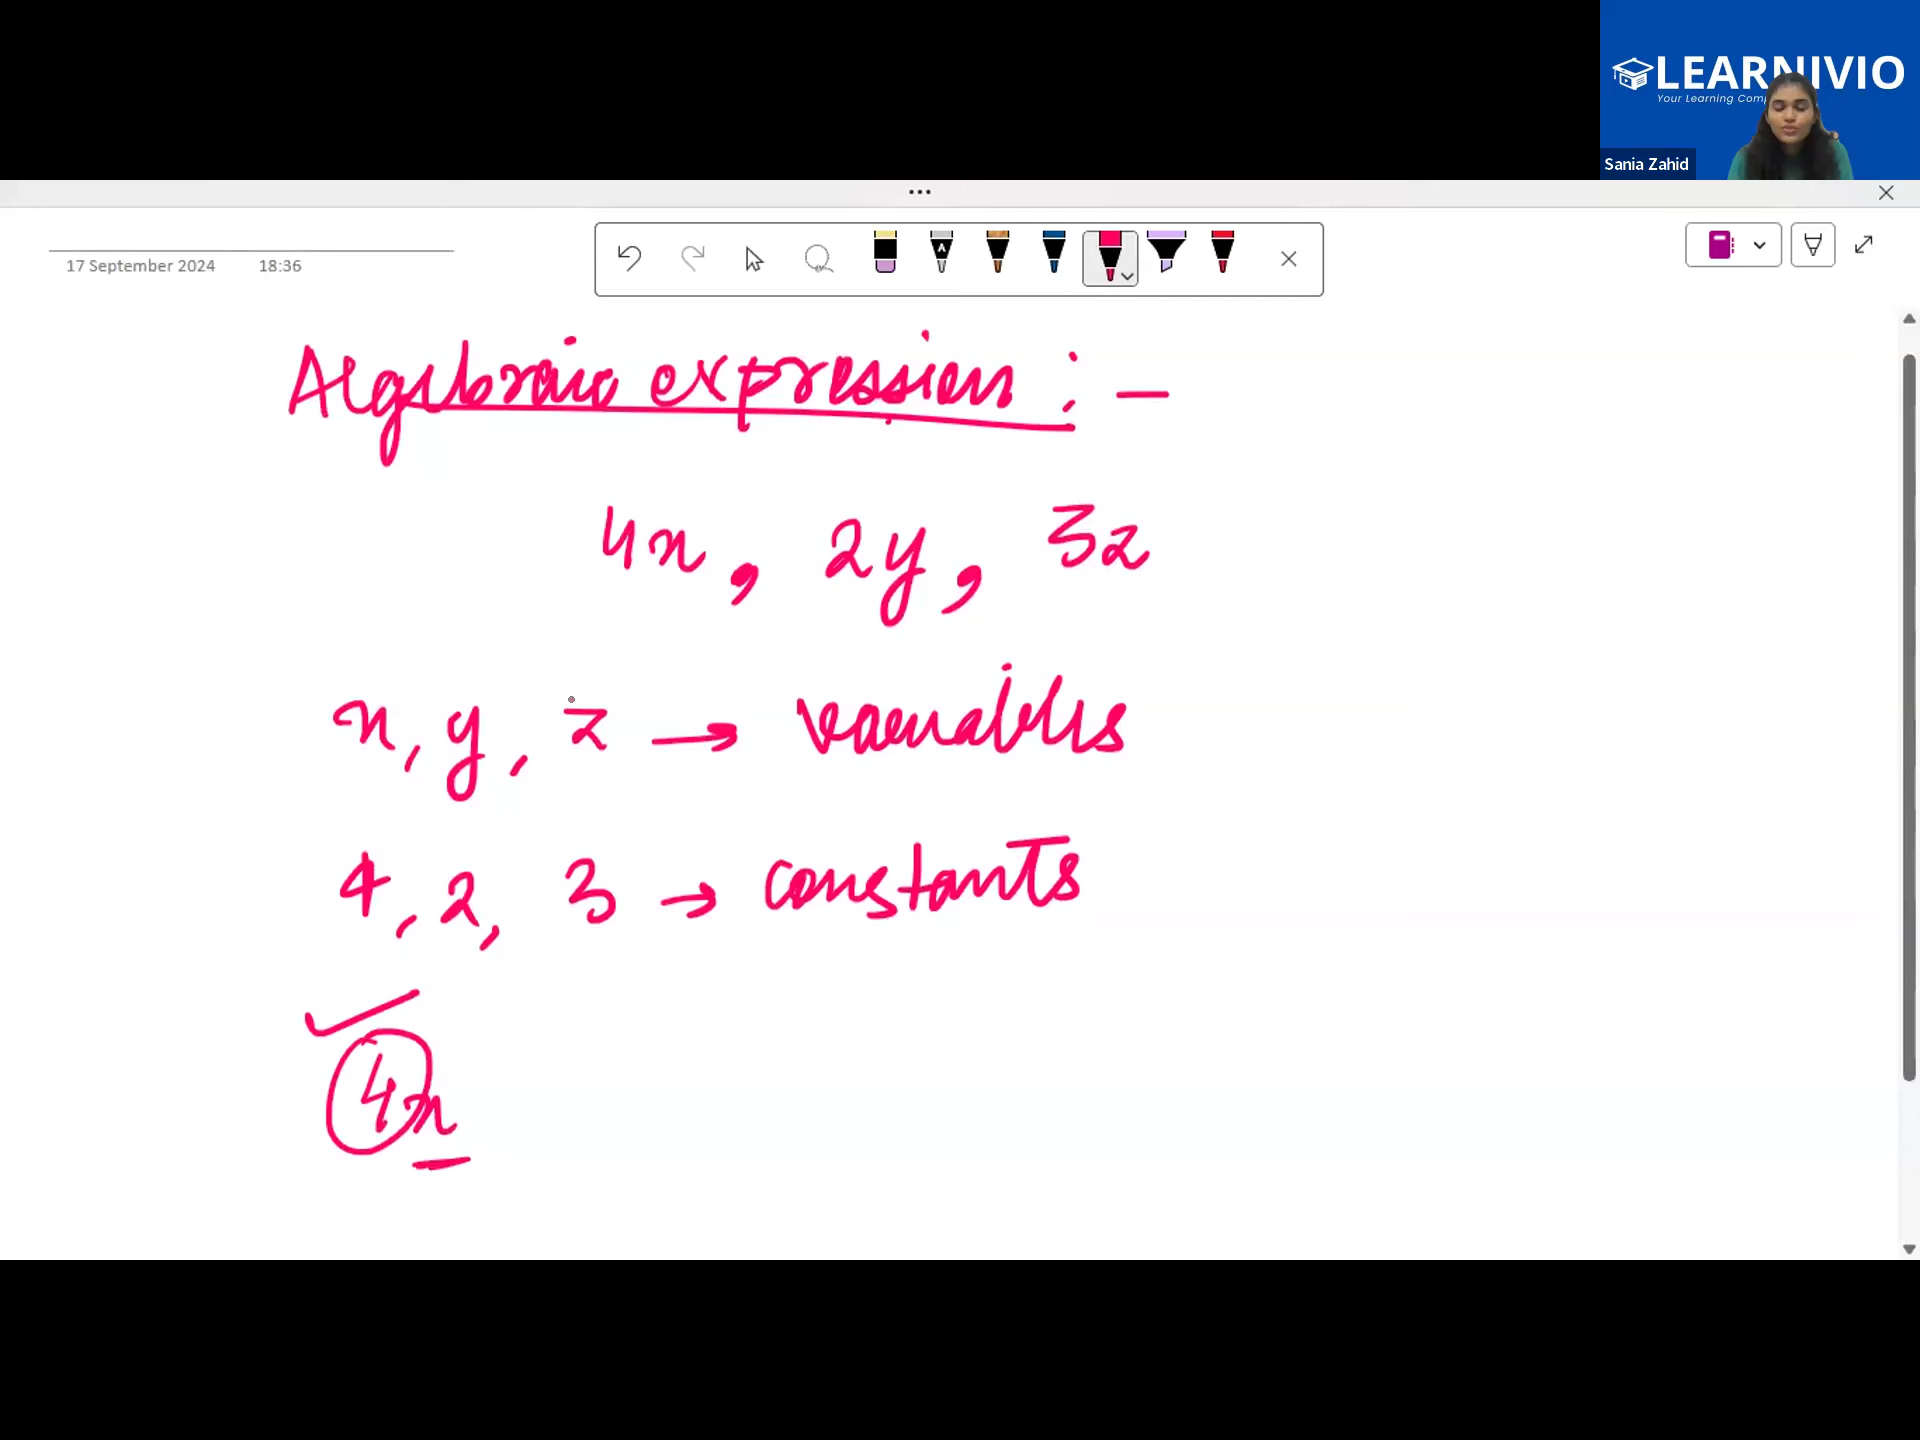 LEARNIVIO
Your Learning Comp
Sania Zahid
17 September 2024 18:36
Algebraic expression : -
4x, 2y, 3z
x, y, z → variables
4, 2, 3 → constants
4x